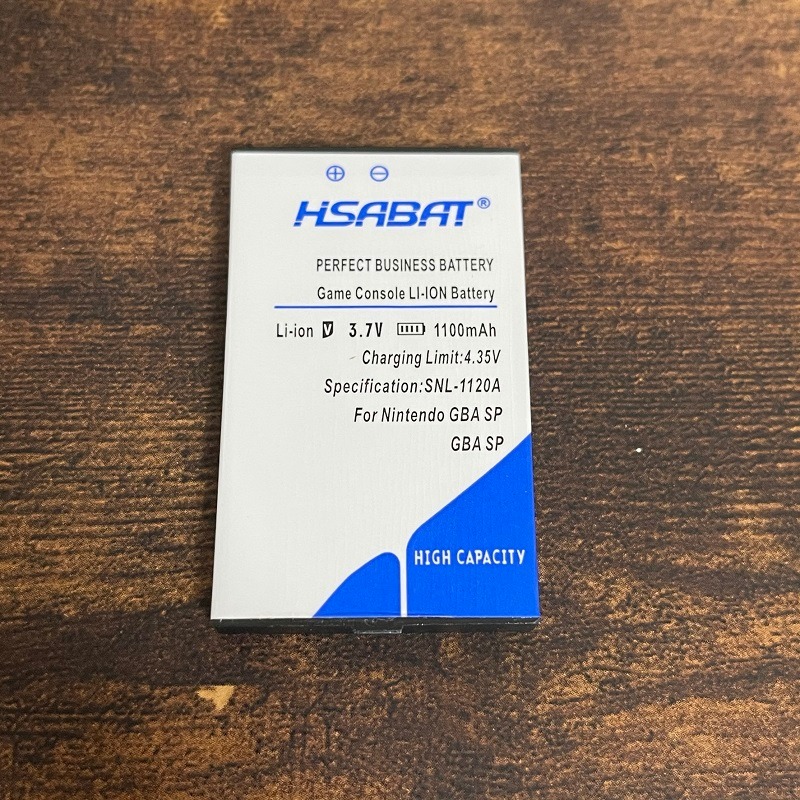 ⊕ ⊖
HSABAT®
PERFECT BUSINESS BATTERY
Game Console LI-ION Battery
Li-ion V 3.7V 1100mAh
Charging Limit:4.35V
Specification:SNL-1120A
For Nintendo GBA SP
GBA SP
HIGH CAPACITY